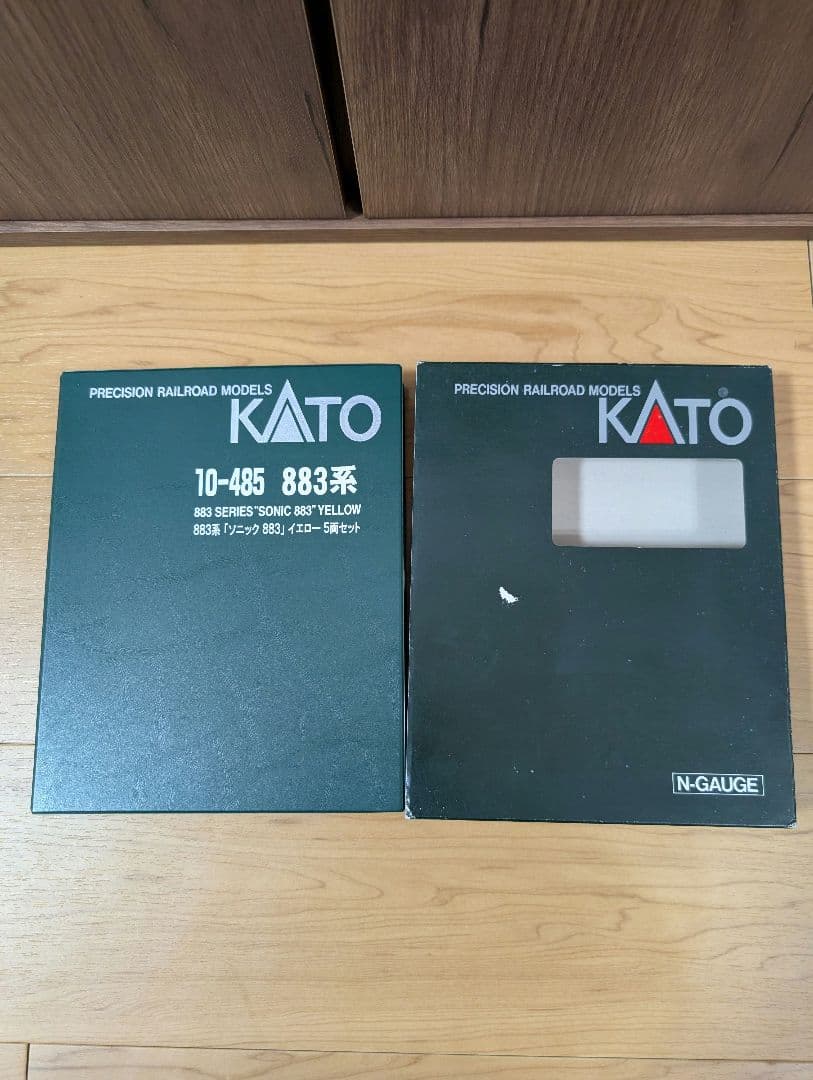 PRECISION RAILROAD MODELS
KATO
10-485 883系
883 SERIES "SONIC 883" YELLOW
883系「ソニック 883」イエロー 5両セット
PRECISION RAILROAD MODELS
KATO
N-GAUGE